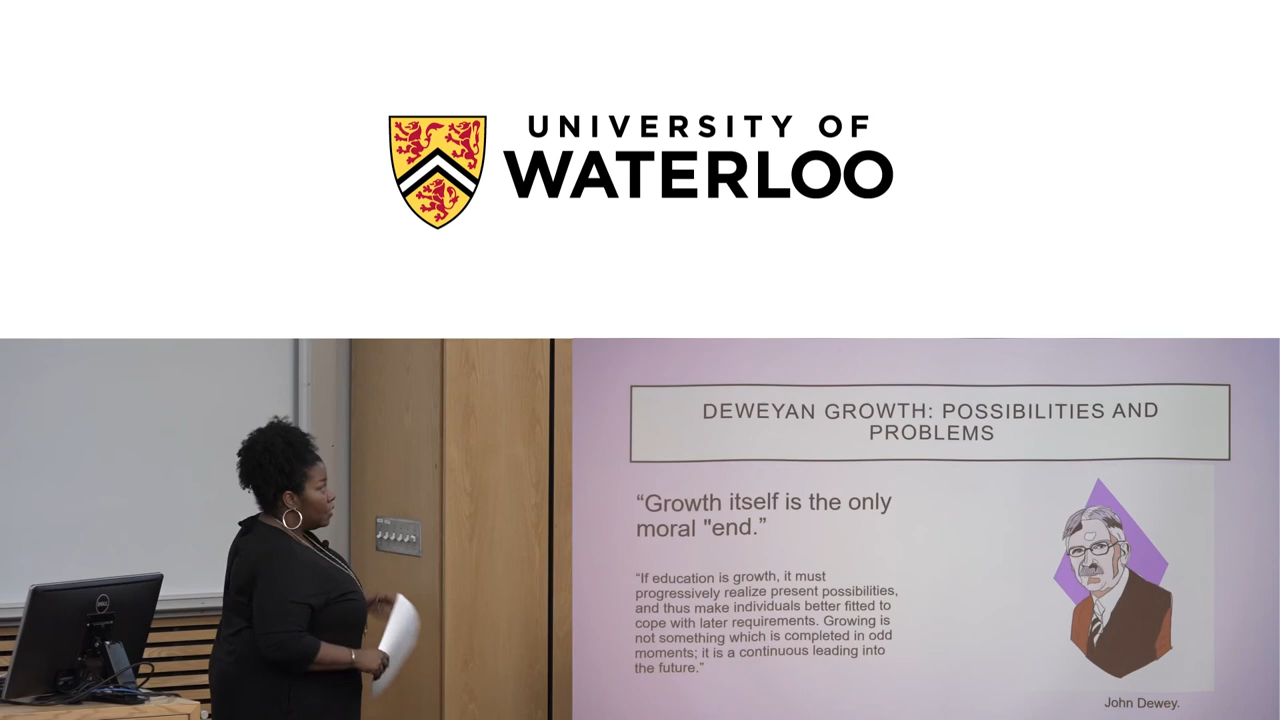 UNIVERSITY OF
WATERLOO
DEWEYAN GROWTH: POSSIBILITIES AND
PROBLEMS
“Growth itself is the only
moral "end.”
“If education is growth, it must
progressively realize present possibilities,
and thus make individuals better fitted to
cope with later requirements. Growing is
not something which is completed in odd
moments; it is a continuous leading into
the future.”
John Dewey.
DELL